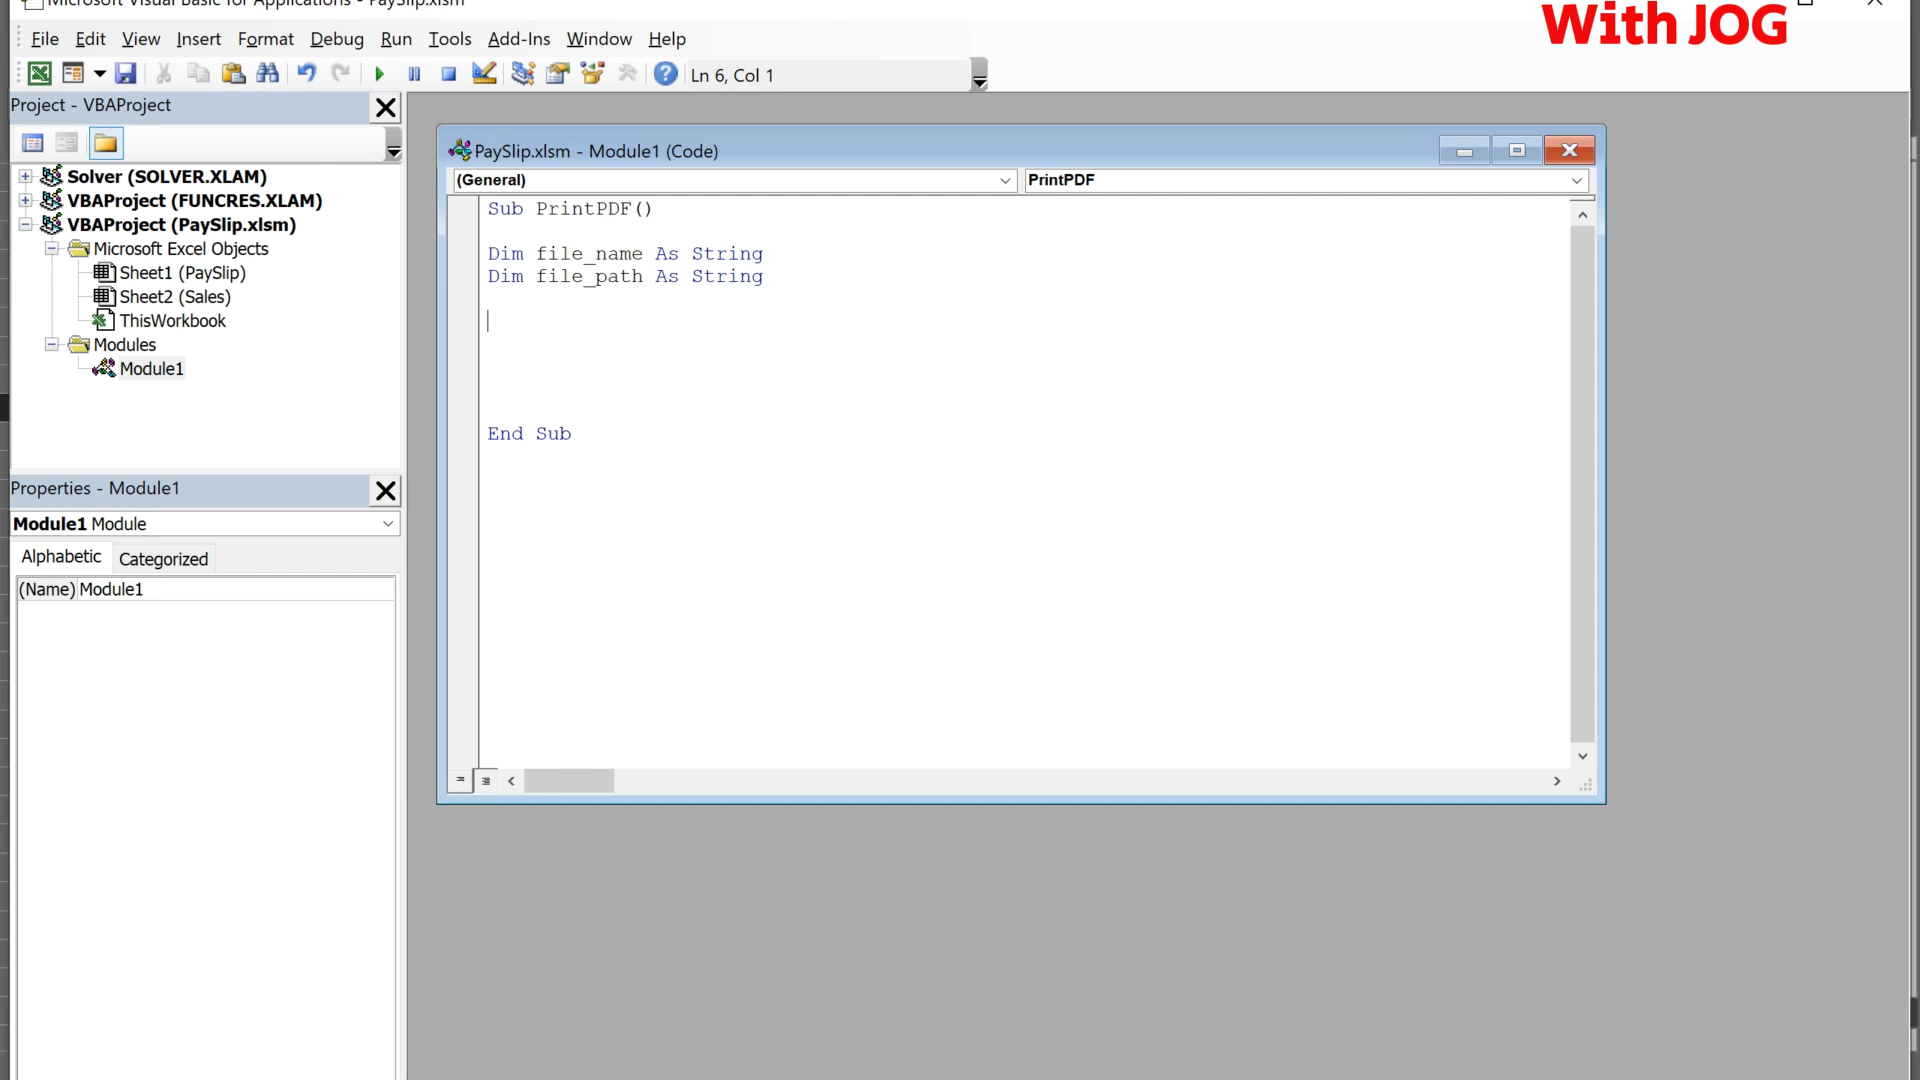 Microsoft Visual Basic for Applications - PaySlip.xlsm
With JOG
File Edit View Insert Format Debug Run Tools Add-Ins Window Help
Ln 6, Col 1
Project - VBAProject
Solver (SOLVER.XLAM)
VBAProject (FUNCRES.XLAM)
VBAProject (PaySlip.xlsm)
Microsoft Excel Objects
Sheet1 (PaySlip)
Sheet2 (Sales)
ThisWorkbook
Modules
Module1
Properties - Module1
Module1 Module
Alphabetic Categorized
(Name) Module1
PaySlip.xlsm - Module1 (Code)
(General) PrintPDF
Sub PrintPDF()
Dim file_name As String
Dim file_path As String
End Sub